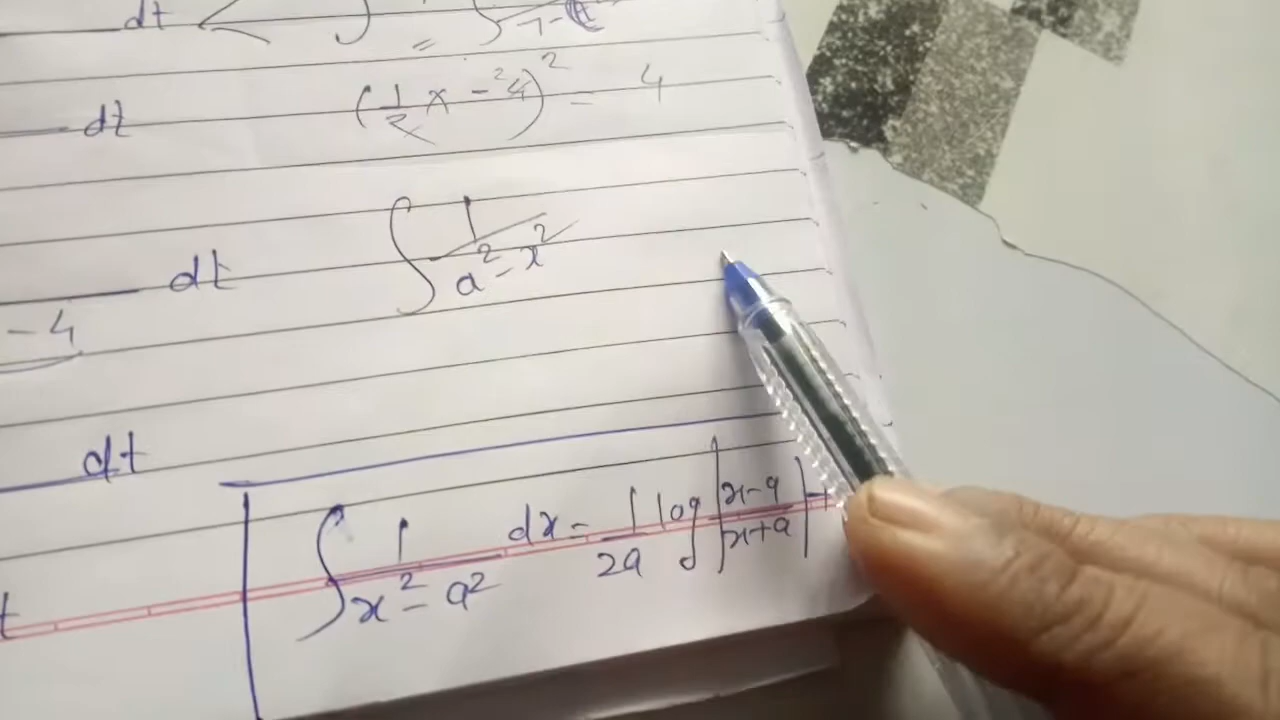 dt
dt (1/2 x -4)² = 4
dt ∫ 1/(a² - x²)
-4
dt
∫ 1/(x² - a²) dx = 1/2a log |x-a/x+a| +
t